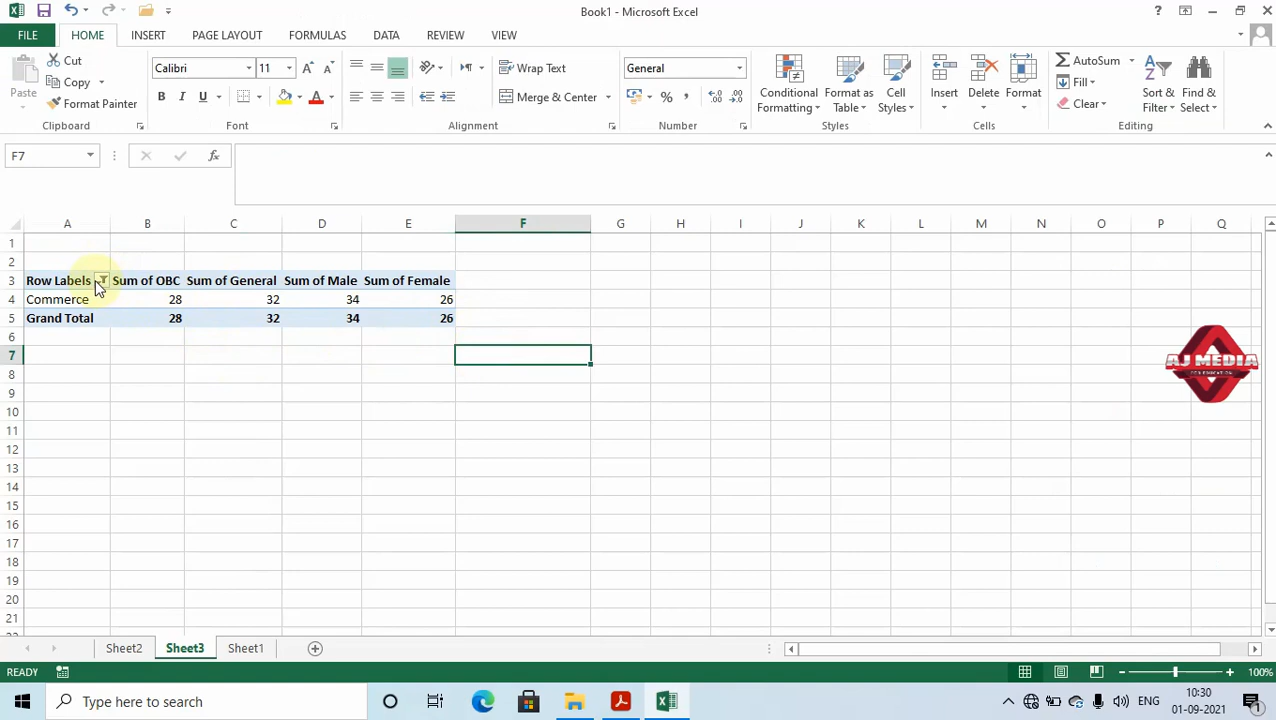 Book1 - Microsoft Excel
?
FILE HOME INSERT PAGE LAYOUT FORMULAS DATA REVIEW VIEW
Paste
Cut
Copy
Format Painter
Clipboard
Calibri 11 A A
B I U A
Font
Wrap Text
Merge & Center
Alignment
General
% ,
Number
Conditional Formatting
Format as Table
Cell Styles
Styles
Insert Delete Format
Cells
AutoSum
Fill
Clear
Sort & Filter
Find & Select
Editing
F7 fx
A B C D E F G H I J K L M N O P Q
1
2
3 Row Labels Sum of OBC Sum of General Sum of Male Sum of Female
4 Commerce 28 32 34 26
5 Grand Total 28 32 34 26
6
7
8
9
10
11
12
13
14
15
16
17
18
19
20
21
22
AJ MEDIA
FOR EDUCATION
Sheet2 Sheet3 Sheet1
READY 100%
Type here to search
ENG
10:30
01-09-2021
1